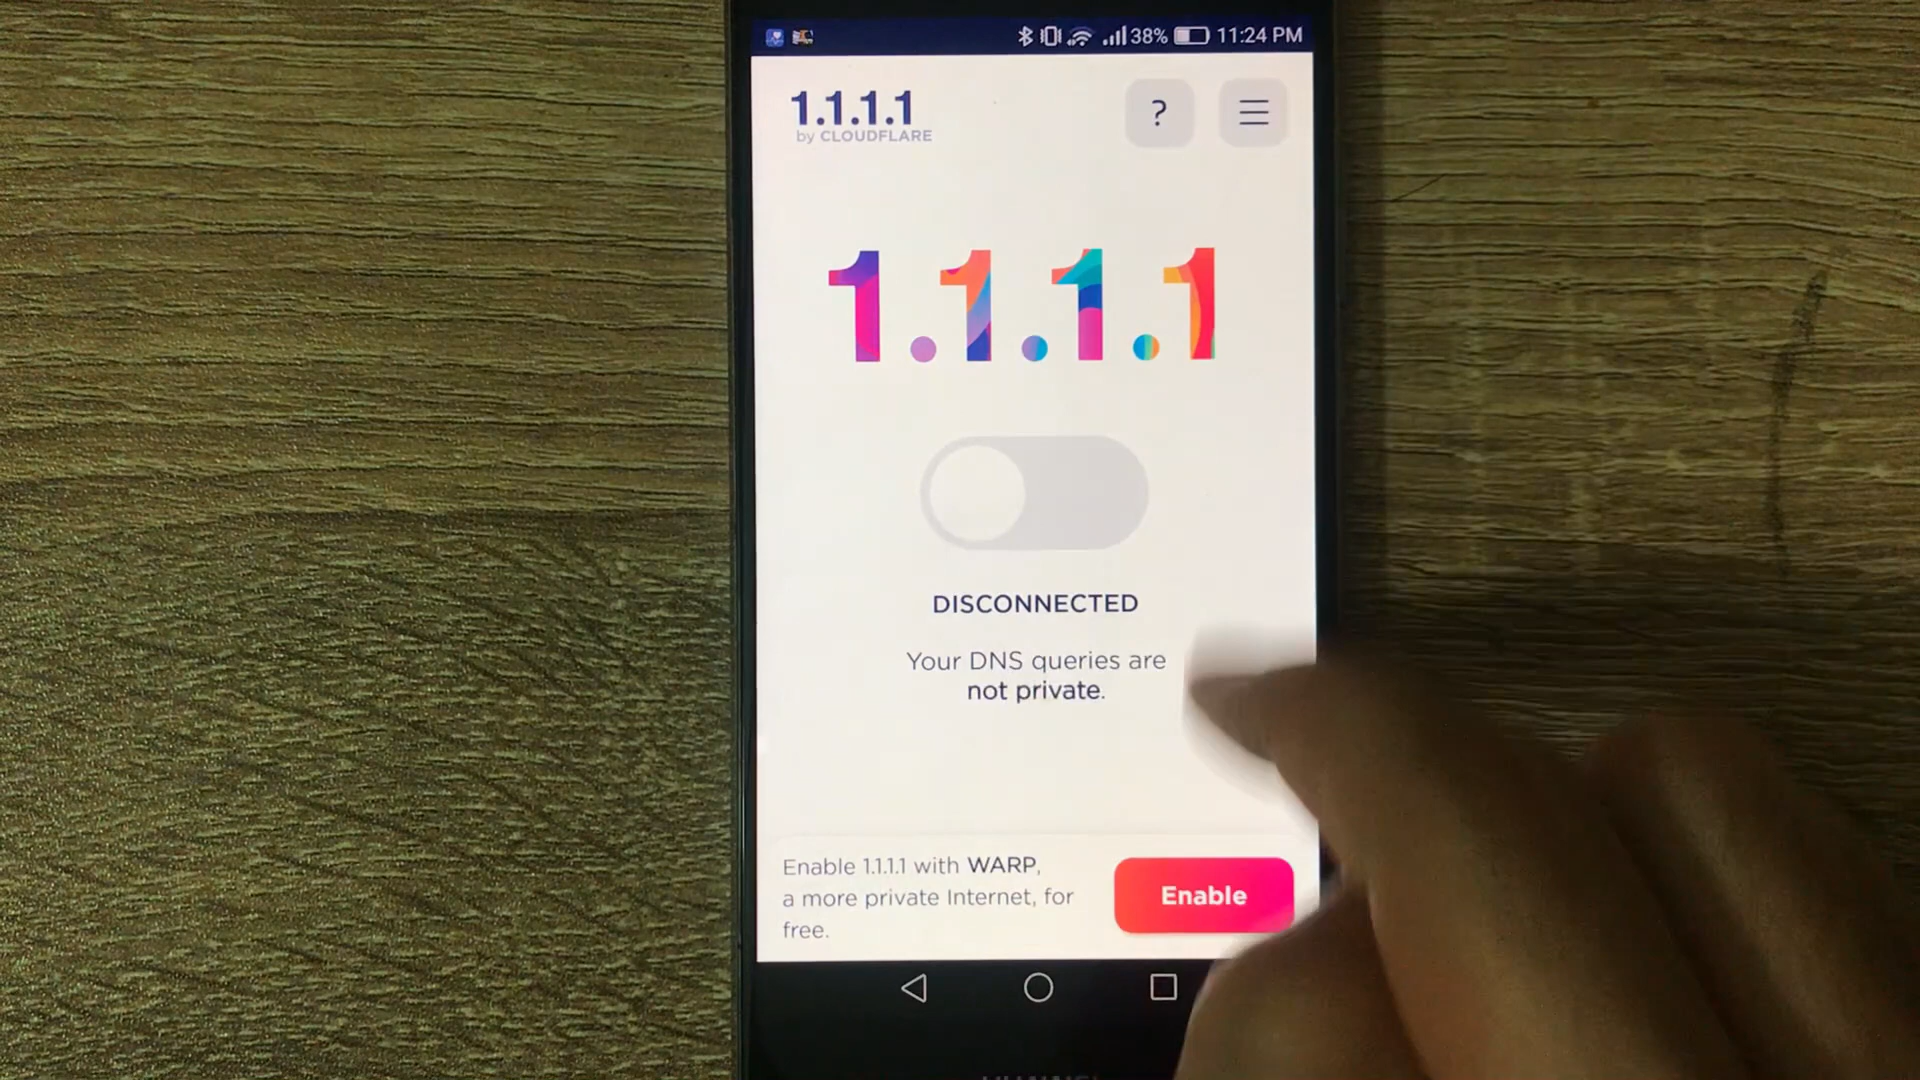 38% 11:24 PM
1.1.1.1
by CLOUDFLARE
?
1.1.1.1
DISCONNECTED
Your DNS queries are
not private.
Enable 1.1.1.1 with WARP,
a more private Internet, for
free.
Enable